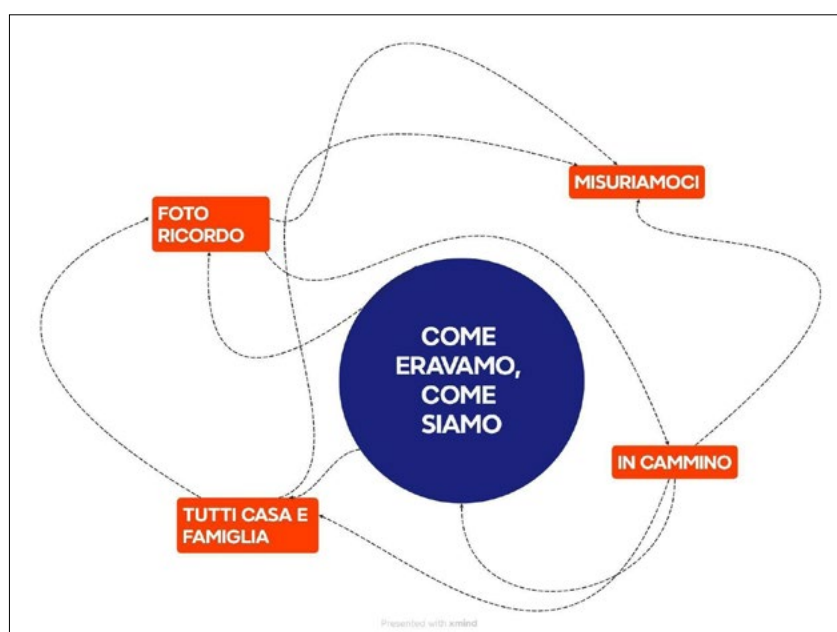 MISURIAMOCI
FOTO
RICORDO
COME
ERAVAMO,
COME
SIAMO
IN CAMMINO
TUTTI CASA E
FAMIGLIA
Presented with xmind